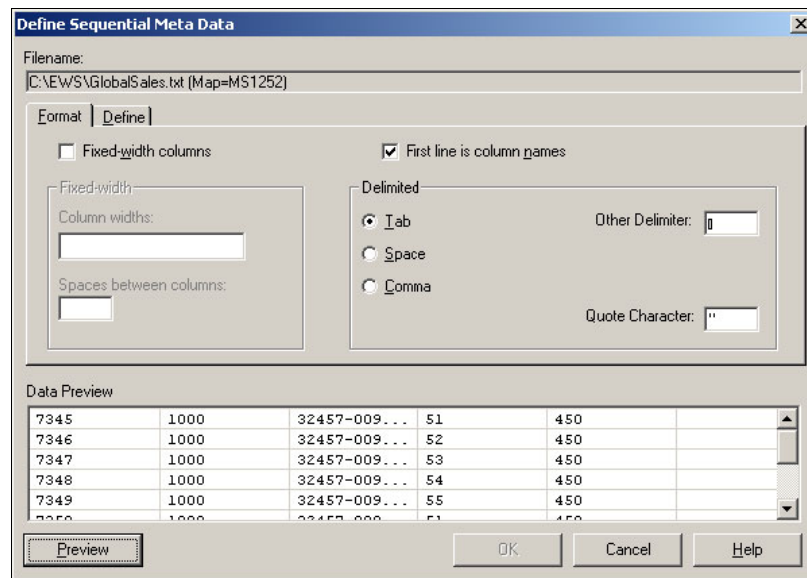 Define Sequential Meta Data
Filename:
C:\EWS\GlobalSales.txt (Map=MS1252)
Format Define
Fixed-width columns
First line is column names
Fixed-width
Column widths:
Spaces between columns:
Delimited
Tab
Space
Comma
Other Delimiter:
Quote Character: "
Data Preview
7345 1000 32457-009... 51 450
7346 1000 32457-009... 52 450
7347 1000 32457-009... 53 450
7348 1000 32457-009... 54 450
7349 1000 32457-009... 55 450
Preview OK Cancel Help